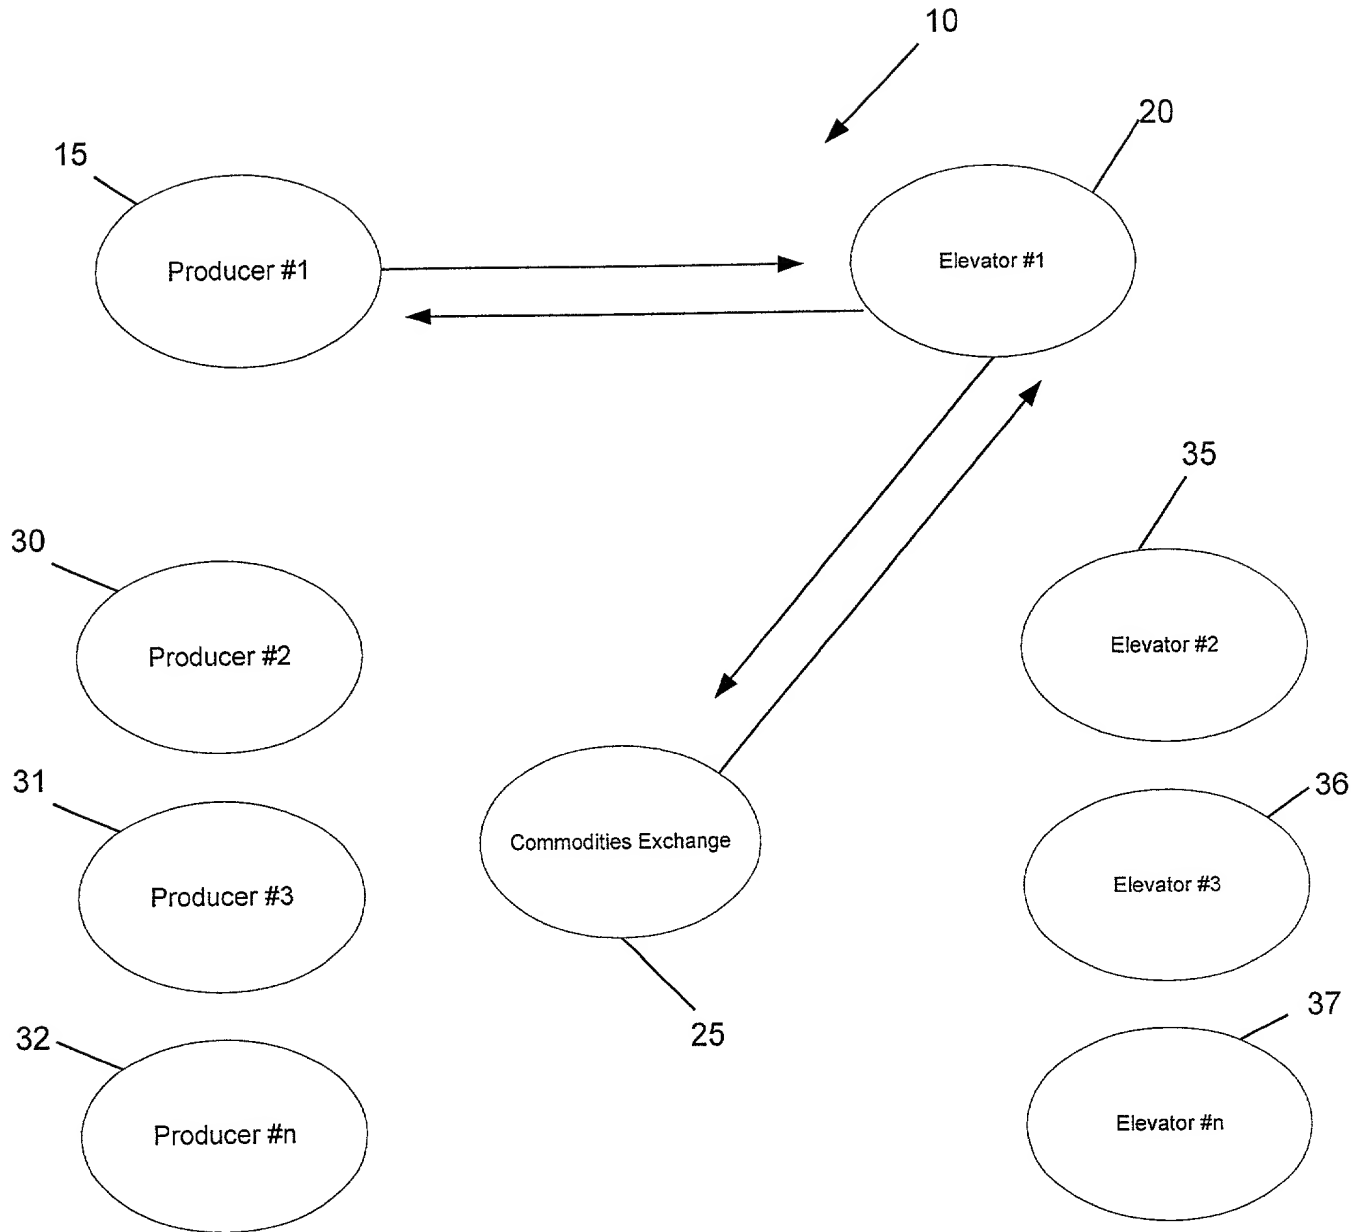 10
20
15
Producer #1
Elevator #1
35
30
Producer #2
Elevator #2
31
36
Commodities Exchange
Producer #3
Elevator #3
37
32
25
Producer #n
Elevator #n